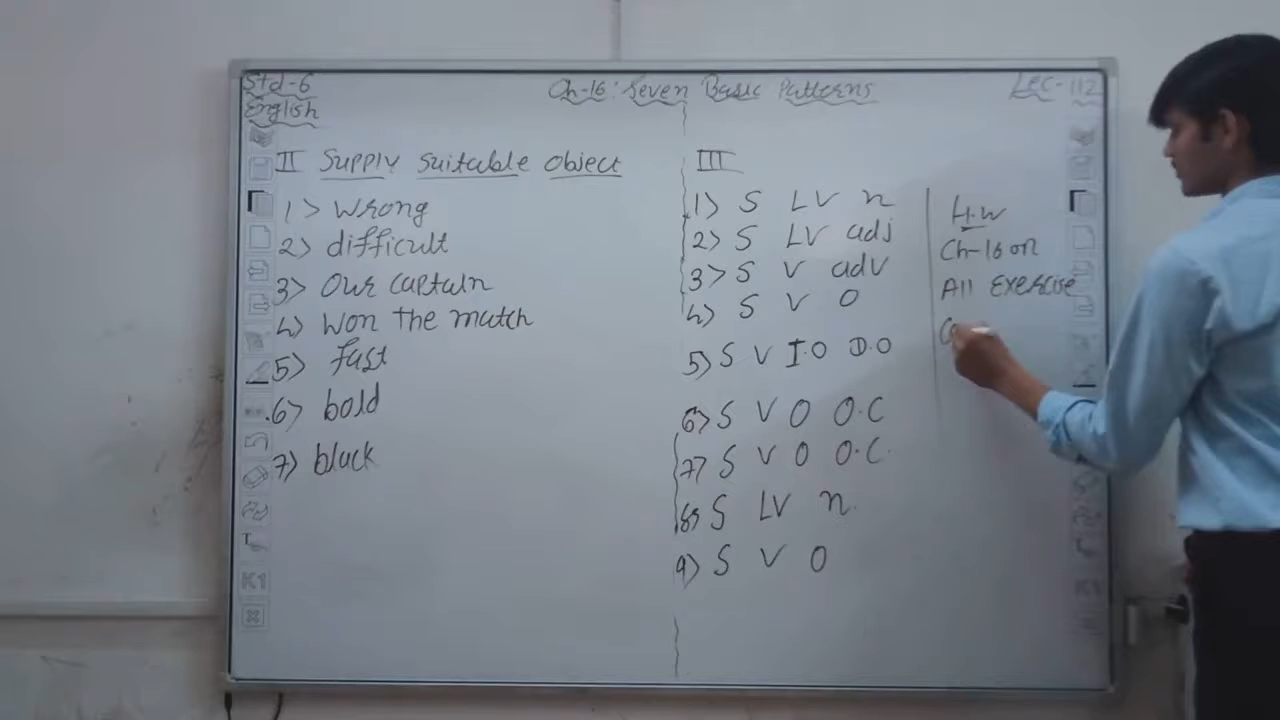 Std-6
English
Ch-16: Seven Basic Patterns
Lec-112
II Supply suitable object
1) wrong
2) difficult
3) Our captain
4) Won the match
5) fast
6) bold
7) black
III
1) S LV n
2) S LV adj
3) S V adv
4) S V O
5) S V I.O D.O
6) S V O O.C
7) S V O O.C.
8) S LV n.
9) S V O
H.W
Ch-16 on
All Exercise
T
K1
K1